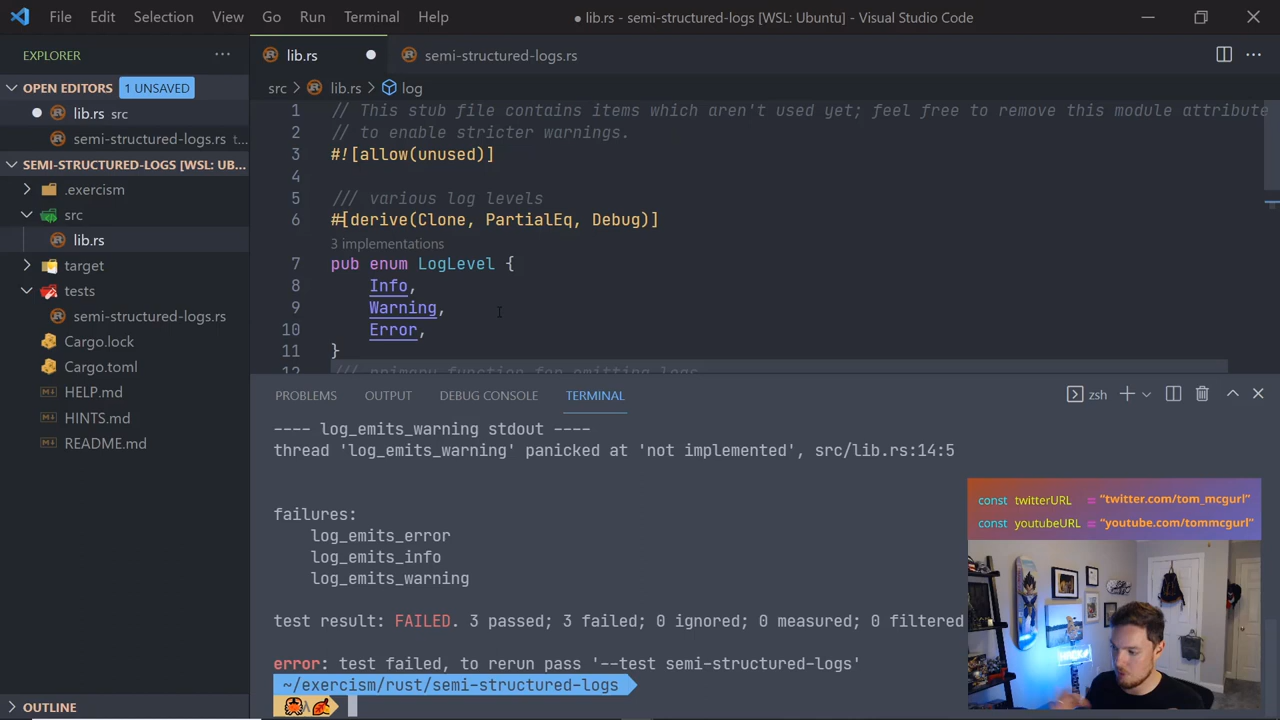 File Edit Selection View Go Run Terminal Help
● lib.rs - semi-structured-logs [WSL: Ubuntu] - Visual Studio Code
EXPLORER
lib.rs
semi-structured-logs.rs
OPEN EDITORS
1 UNSAVED
lib.rs src
semi-structured-logs.rs t...
SEMI-STRUCTURED-LOGS [WSL: UB...
.exercism
src
lib.rs
target
tests
semi-structured-logs.rs
Cargo.lock
Cargo.toml
HELP.md
HINTS.md
README.md
OUTLINE
src > lib.rs > log
1 // This stub file contains items which aren't used yet; feel free to remove this module attribute
2 // to enable stricter warnings.
3 #![allow(unused)]
4
5 /// various log levels
6 #[derive(Clone, PartialEq, Debug)]
3 implementations
7 pub enum LogLevel {
8 Info,
9 Warning,
10 Error,
11 }
12 /// primary function for emitting logs
PROBLEMS OUTPUT DEBUG CONSOLE TERMINAL
zsh
---- log_emits_warning stdout ----
thread 'log_emits_warning' panicked at 'not implemented', src/lib.rs:14:5
failures:
log_emits_error
log_emits_info
log_emits_warning
test result: FAILED. 3 passed; 3 failed; 0 ignored; 0 measured; 0 filtered
error: test failed, to rerun pass '--test semi-structured-logs'
~/exercism/rust/semi-structured-logs
const twitterURL = "twitter.com/tom_mcgurl"
const youtubeURL = "youtube.com/tommcgurl"